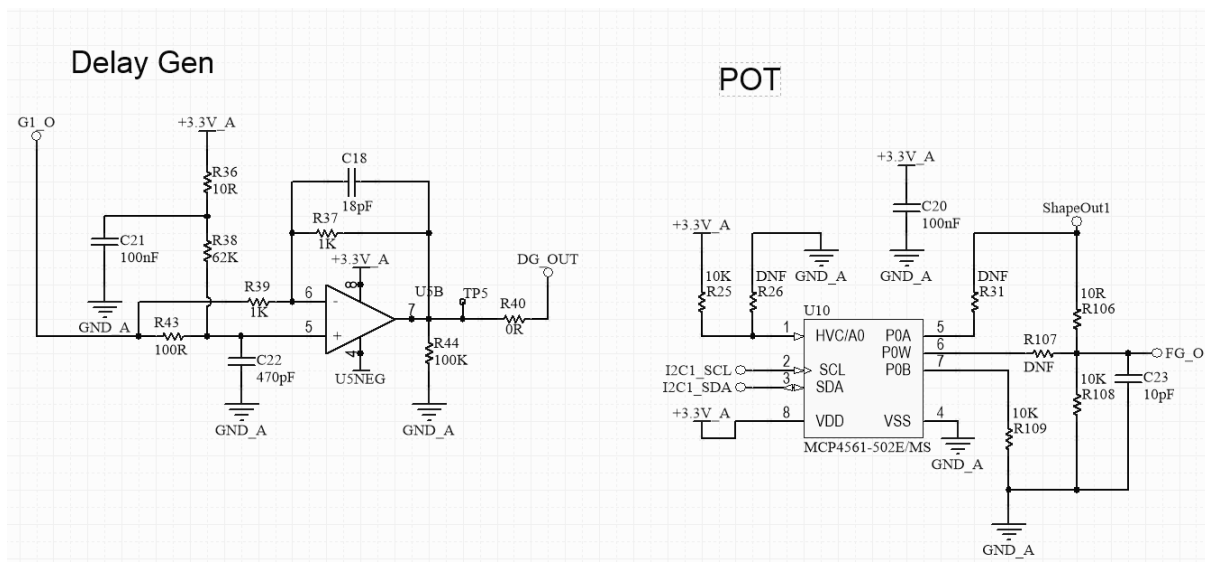 Delay Gen
POT
G1_O
+3.3V_A
R36
10R
C21
100nF
R38
62K
GND_A
C18
18pF
R37
1K
+3.3V_A
R39
1K
6
-
8
U5B
7
TP5
DG_OUT
R40
0R
R43
100R
5
+
4
U5NEG
C22
470pF
GND_A
R44
100K
GND_A
+3.3V_A
C20
100nF
GND_A
+3.3V_A
10K
R25
DNF
R26
GND_A
ShapeOut1
DNF
R31
10R
R106
U10
1
HVC/A0
P0A
5
P0W
6
R107
DNF
FG_O
I2C1_SCL
2
SCL
P0B
7
I2C1_SDA
3
SDA
C23
10pF
10K
R108
+3.3V_A
8
VDD
VSS
4
GND_A
MCP4561-502E/MS
10K
R109
GND_A